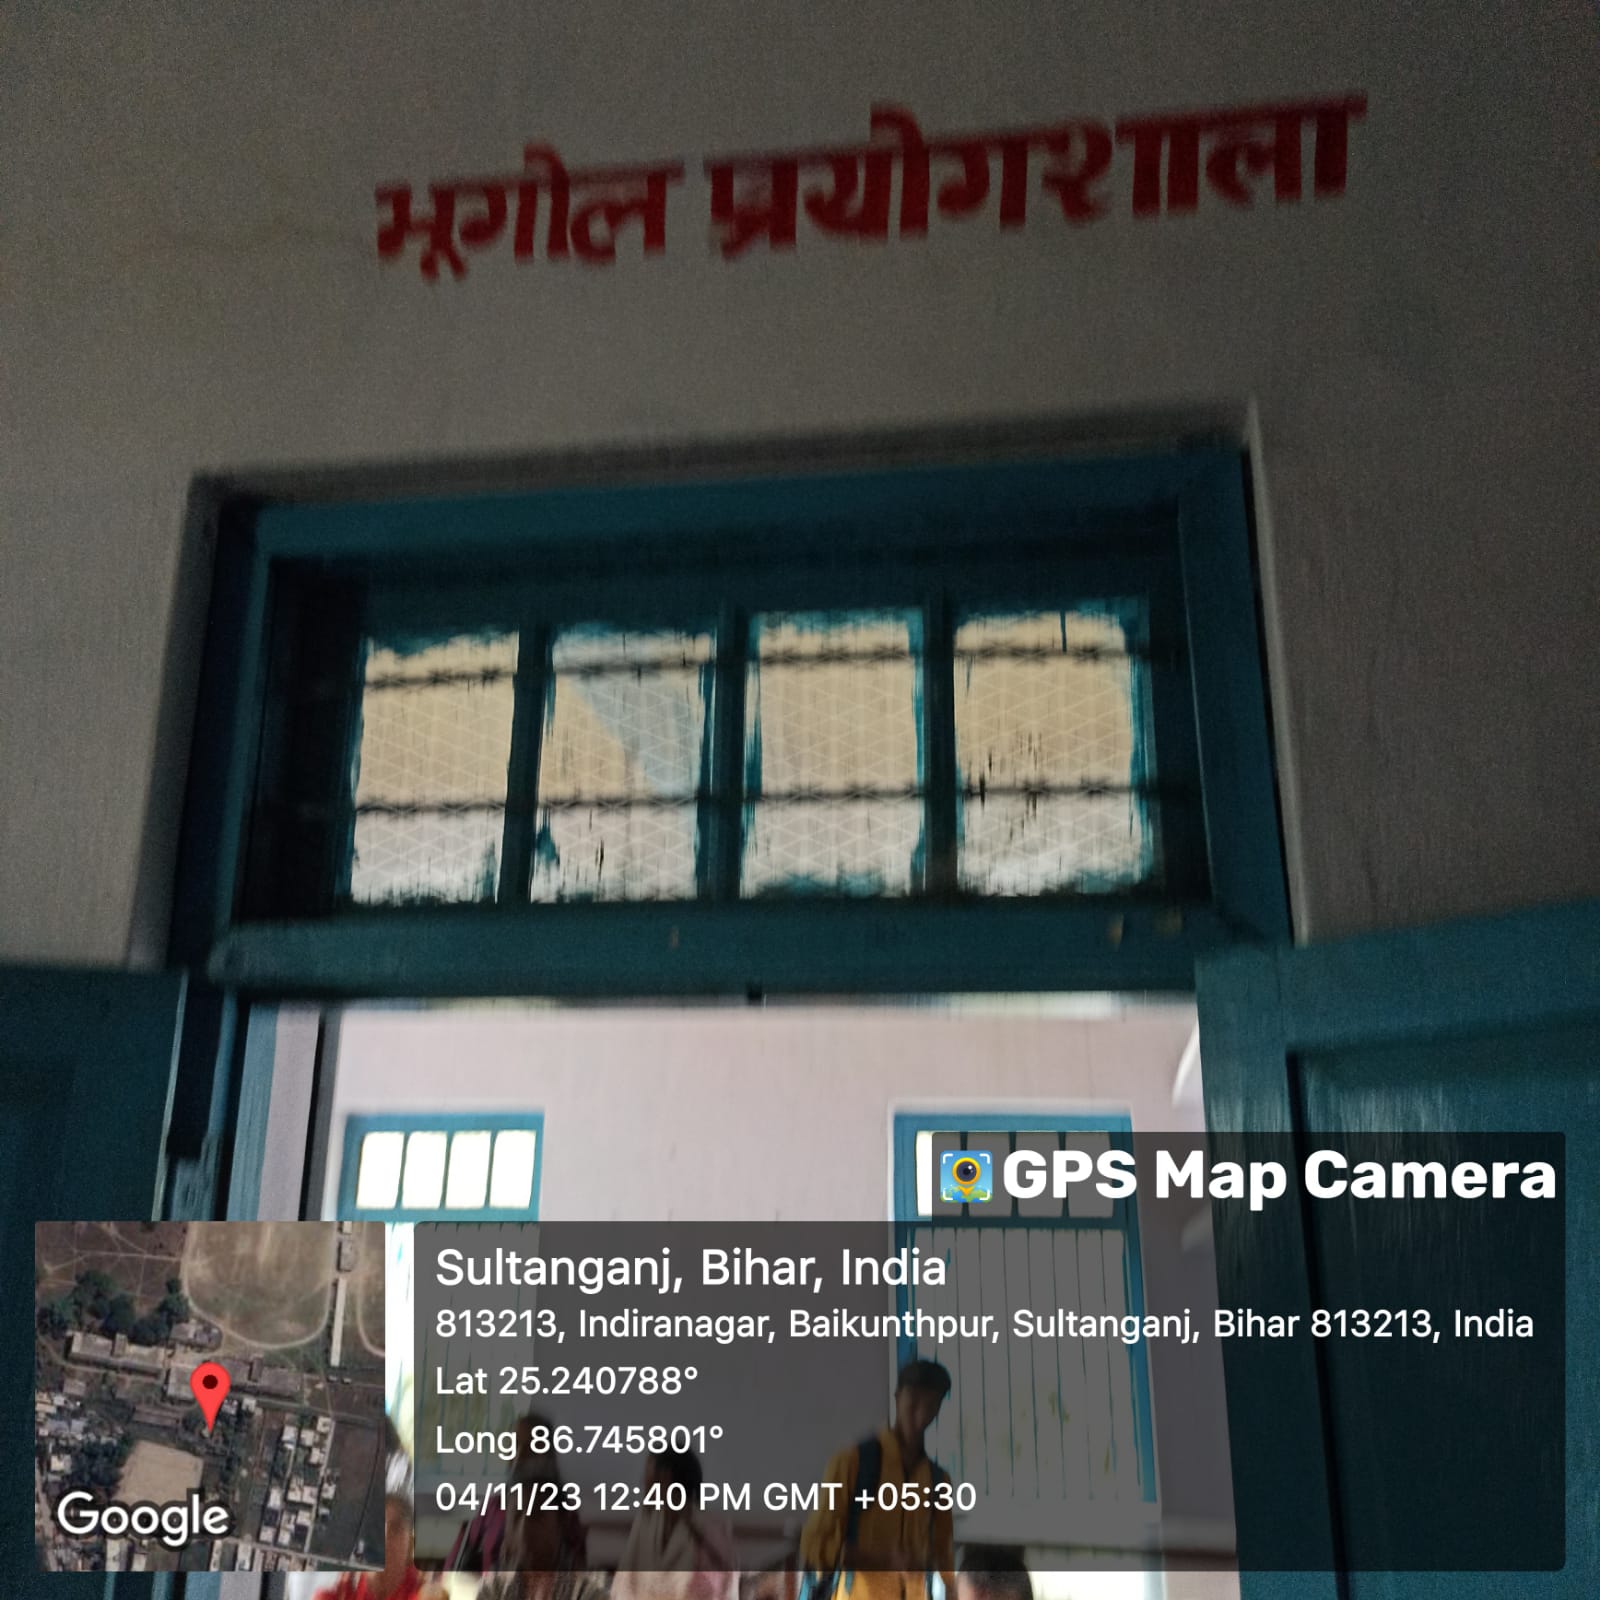 भूगोल प्रयोगशाला
GPS Map Camera
Sultanganj, Bihar, India
813213, Indiranagar, Baikunthpur, Sultanganj, Bihar 813213, India
Lat 25.240788°
Long 86.745801°
04/11/23 12:40 PM GMT +05:30
Google